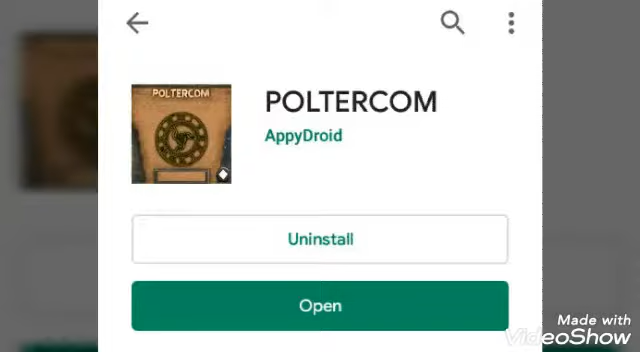 POLTERCOM
POLTERCOM
AppyDroid
Uninstall
Open
Made with
VideoShow